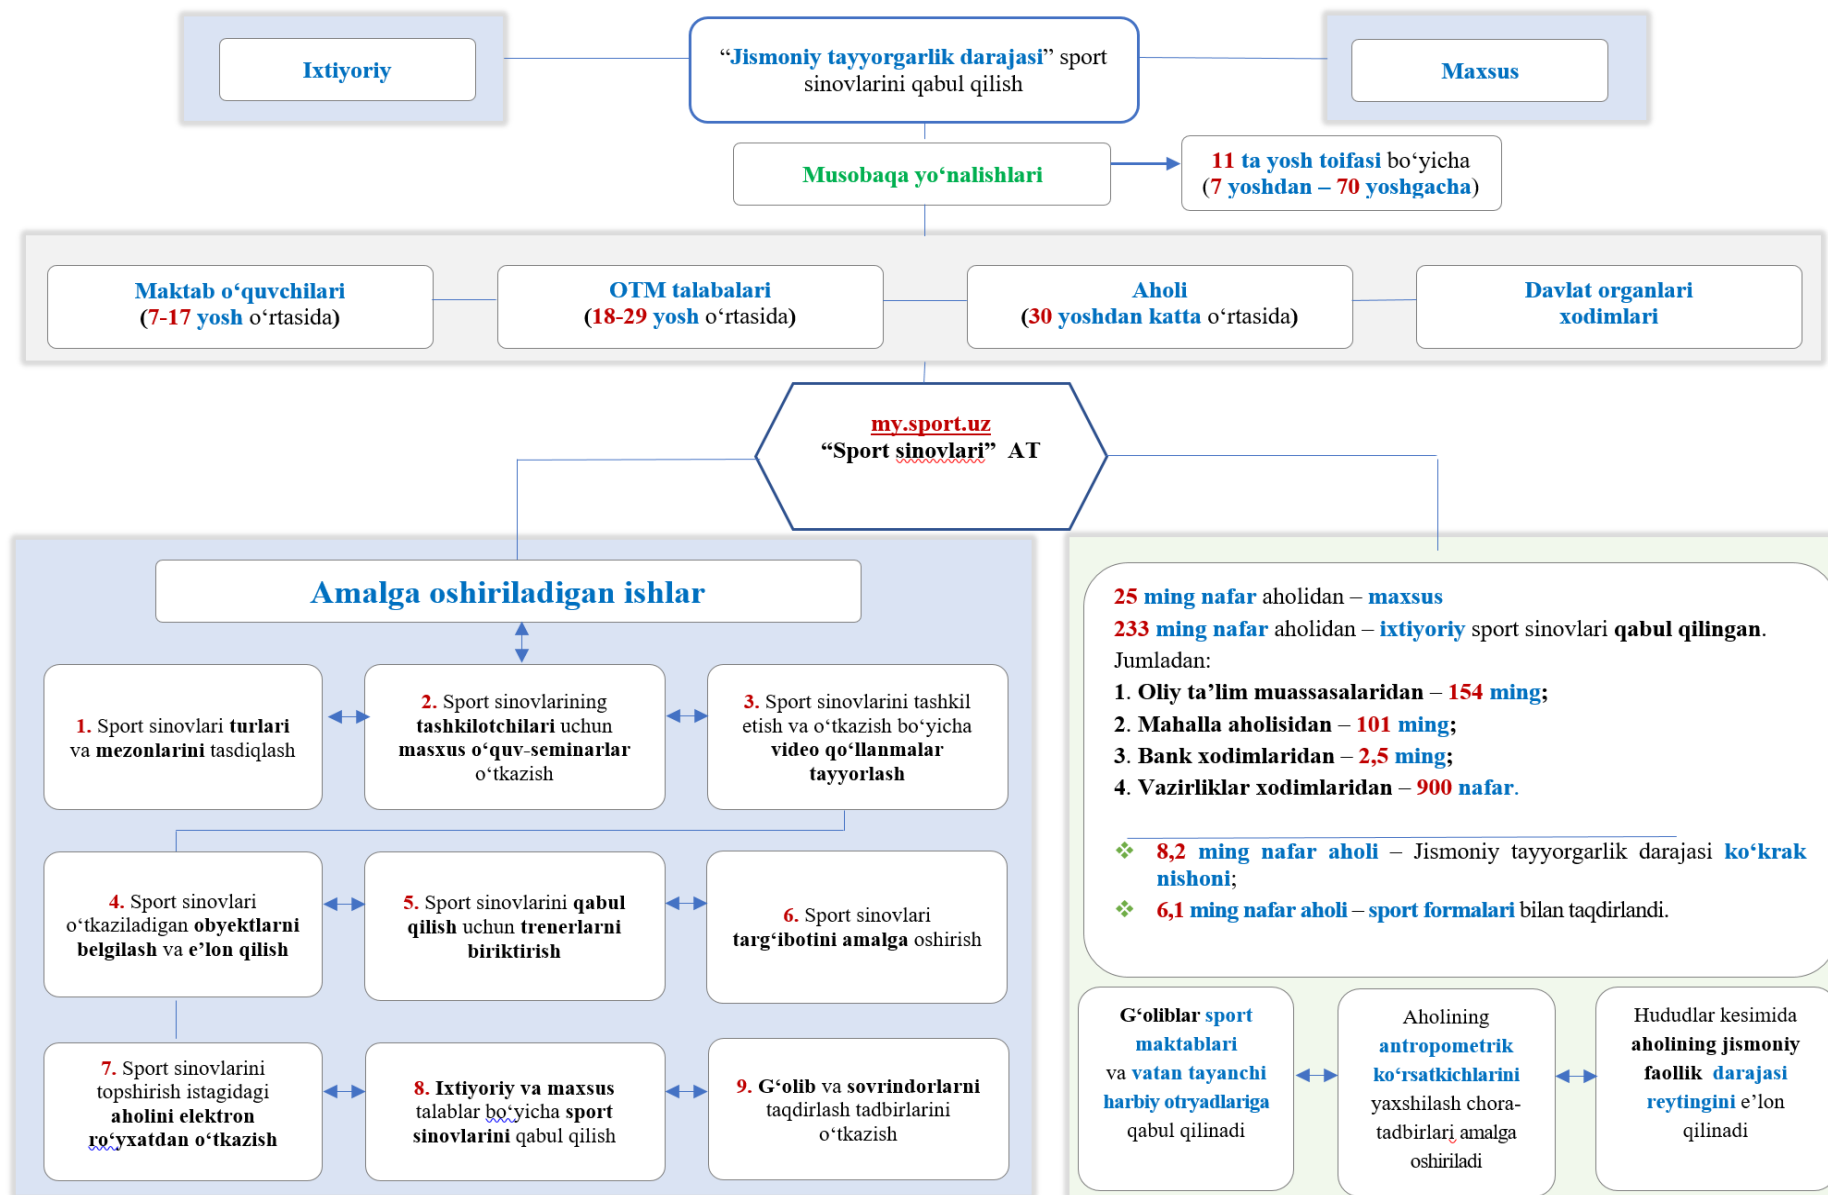 Ixtiyoriy
“Jismoniy tayyorgarlik darajasi” sport
sinovlarini qabul qilish
Maxsus
Musobaqa yo‘nalishlari
11 ta yosh toifasi bo‘yicha
(7 yoshdan – 70 yoshgacha)
Maktab o‘quvchilari
(7-17 yosh o‘rtasida)
OTM talabalari
(18-29 yosh o‘rtasida)
Aholi
(30 yoshdan katta o‘rtasida)
Davlat organlari
xodimlari
my.sport.uz
“Sport sinovlari” AT
Amalga oshiriladigan ishlar
1. Sport sinovlari turlari
va mezonlarini tasdiqlash
2. Sport sinovlarining
tashkilotchilari uchun
masxus o‘quv-seminarlar
o‘tkazish
3. Sport sinovlarini tashkil
etish va o‘tkazish bo‘yicha
video qo‘llanmalar
tayyorlash
4. Sport sinovlari
o‘tkaziladigan obyektlarni
belgilash va e’lon qilish
5. Sport sinovlarini qabul
qilish uchun trenerlarni
biriktirish
6. Sport sinovlari
targ‘ibotini amalga oshirish
7. Sport sinovlarini
topshirish istagidagi
aholini elektron
ro‘yxatdan o‘tkazish
8. Ixtiyoriy va maxsus
talablar bo‘yicha sport
sinovlarini qabul qilish
9. G‘olib va sovrindorlarni
taqdirlash tadbirlarini
o‘tkazish
25 ming nafar aholidan – maxsus
233 ming nafar aholidan – ixtiyoriy sport sinovlari qabul qilingan.
Jumladan:
1. Oliy ta’lim muassasalaridan – 154 ming;
2. Mahalla aholisidan – 101 ming;
3. Bank xodimlaridan – 2,5 ming;
4. Vazirliklar xodimlaridan – 900 nafar.
❖ 8,2 ming nafar aholi – Jismoniy tayyorgarlik darajasi ko‘krak
nishoni;
❖ 6,1 ming nafar aholi – sport formalari bilan taqdirlandi.
G‘oliblar sport
maktablari
va vatan tayanchi
harbiy otryadlariga
qabul qilinadi
Aholining
antropometrik
ko‘rsatkichlarini
yaxshilash chora-
tadbirlari amalga
oshiriladi
Hududlar kesimida
aholining jismoniy
faollik darajasi
reytingini e’lon
qilinadi